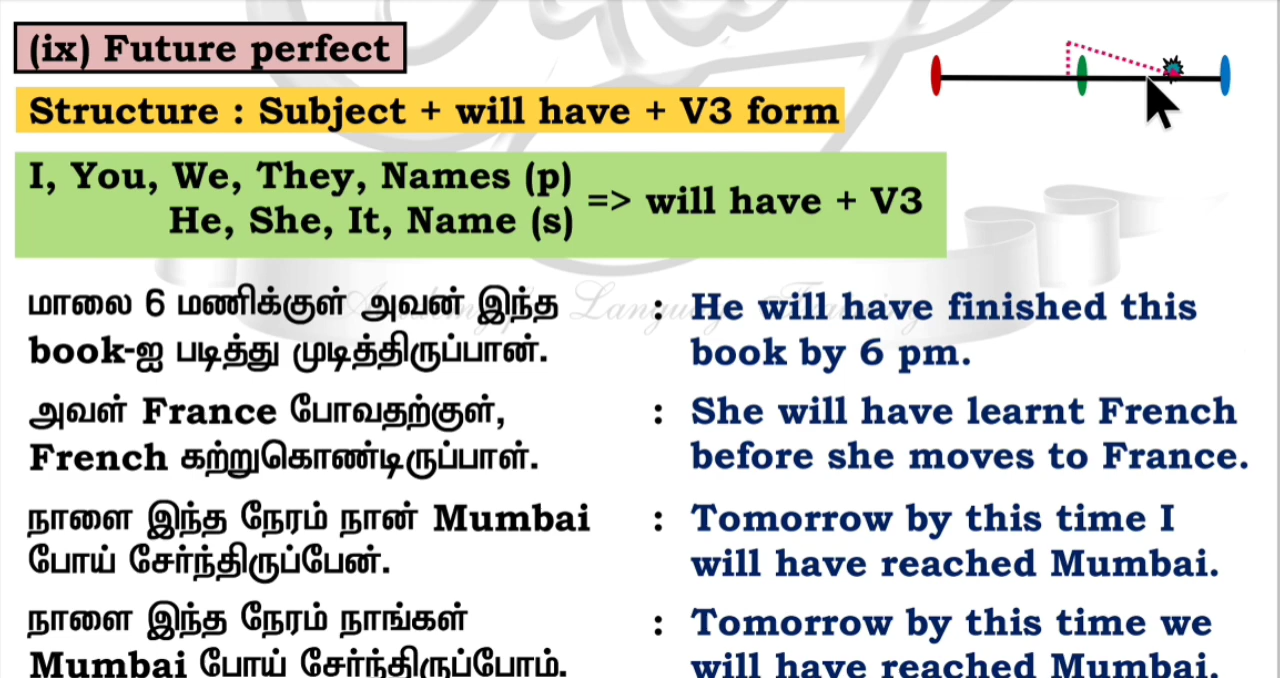 (ix) Future perfect
Structure : Subject + will have + V3 form
I, You, We, They, Names (p)
He, She, It, Name (s)
=> will have + V3
மாலை 6 மணிக்குள் அவன் இந்த
book-ஐ படித்து முடித்திருப்பான்.
: He will have finished this
book by 6 pm.
அவள் France போவதற்குள்,
French கற்றுகொண்டிருப்பாள்.
: She will have learnt French
before she moves to France.
நாளை இந்த நேரம் நான் Mumbai
போய் சேர்ந்திருப்பேன்.
: Tomorrow by this time I
will have reached Mumbai.
நாளை இந்த நேரம் நாங்கள்
Mumbai போய் சேர்ந்திருப்போம்.
: Tomorrow by this time we
will have reached Mumbai.